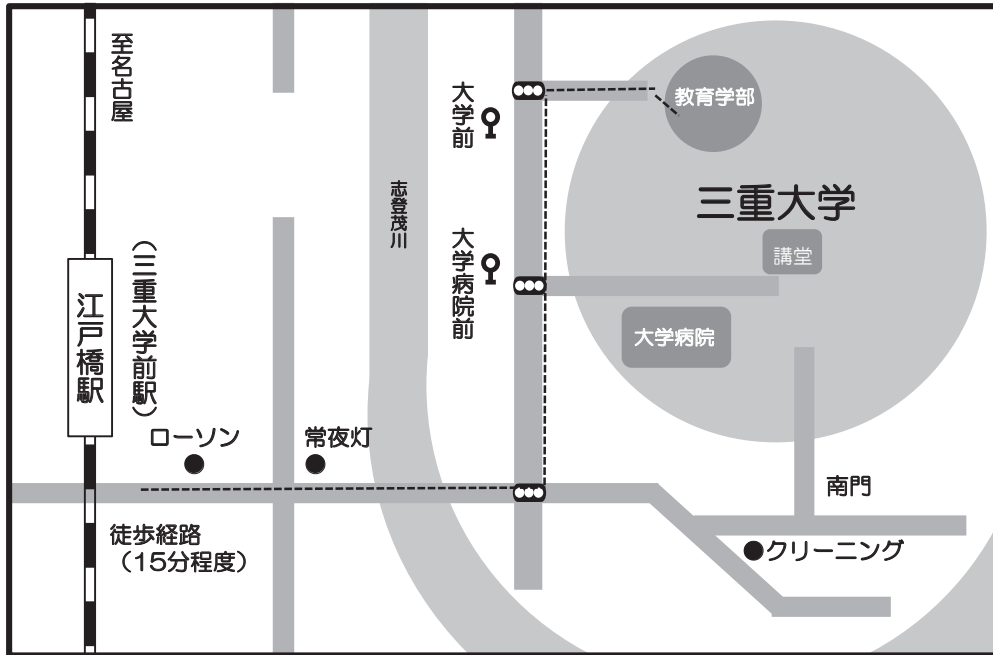 至名古屋
江戸橋駅
（三重大学前駅）
ローソン
常夜灯
徒歩経路
（15分程度）
志登茂川
大学前
大学病院前
教育学部
三重大学
講堂
大学病院
南門
クリーニング